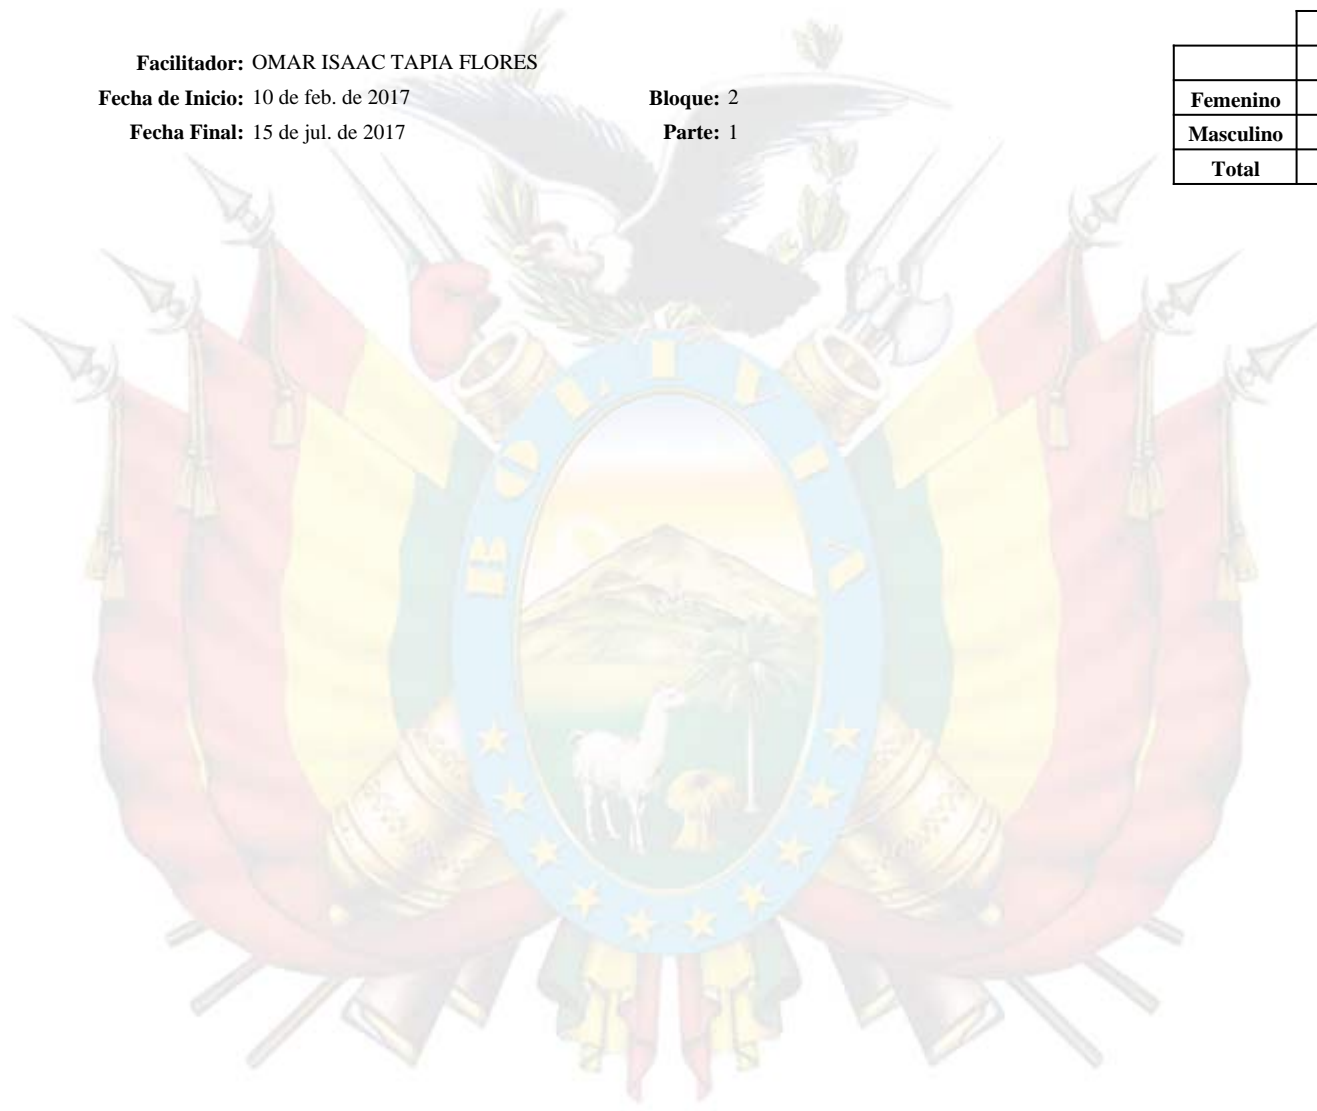 Facilitador: OMAR ISAAC TAPIA FLORES
Fecha de Inicio: 10 de feb. de 2017 Bloque: 2
Fecha Final: 15 de jul. de 2017 Parte: 1
Femenino
Masculino
Total
BOLIVIA